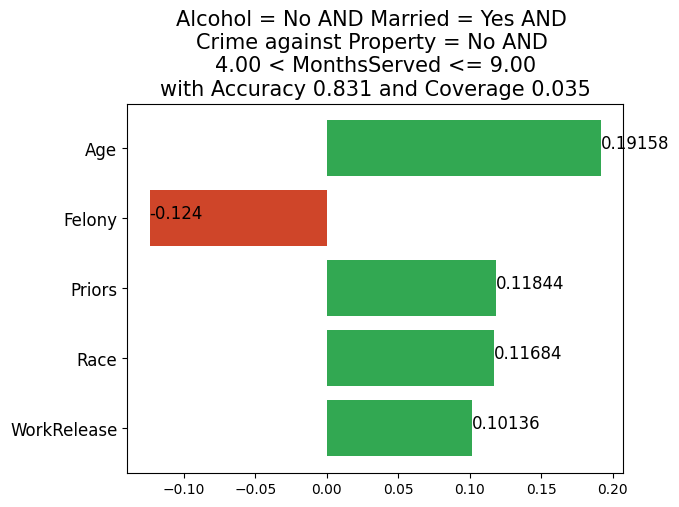 Alcohol = No AND Married = Yes AND
Crime against Property = No AND
4.00 < MonthsServed <= 9.00
with Accuracy 0.831 and Coverage 0.035
Age 0.19158
Felony -0.124
Priors 0.11844
Race 0.11684
WorkRelease 0.10136
−0.10 −0.05 0.00 0.05 0.10 0.15 0.20